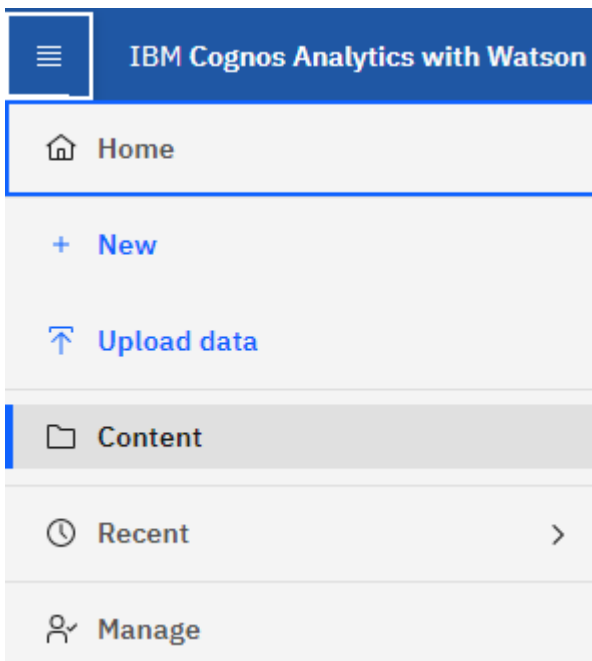 IBM Cognos Analytics with Watson
Home
New
Upload data
Content
Recent
Manage